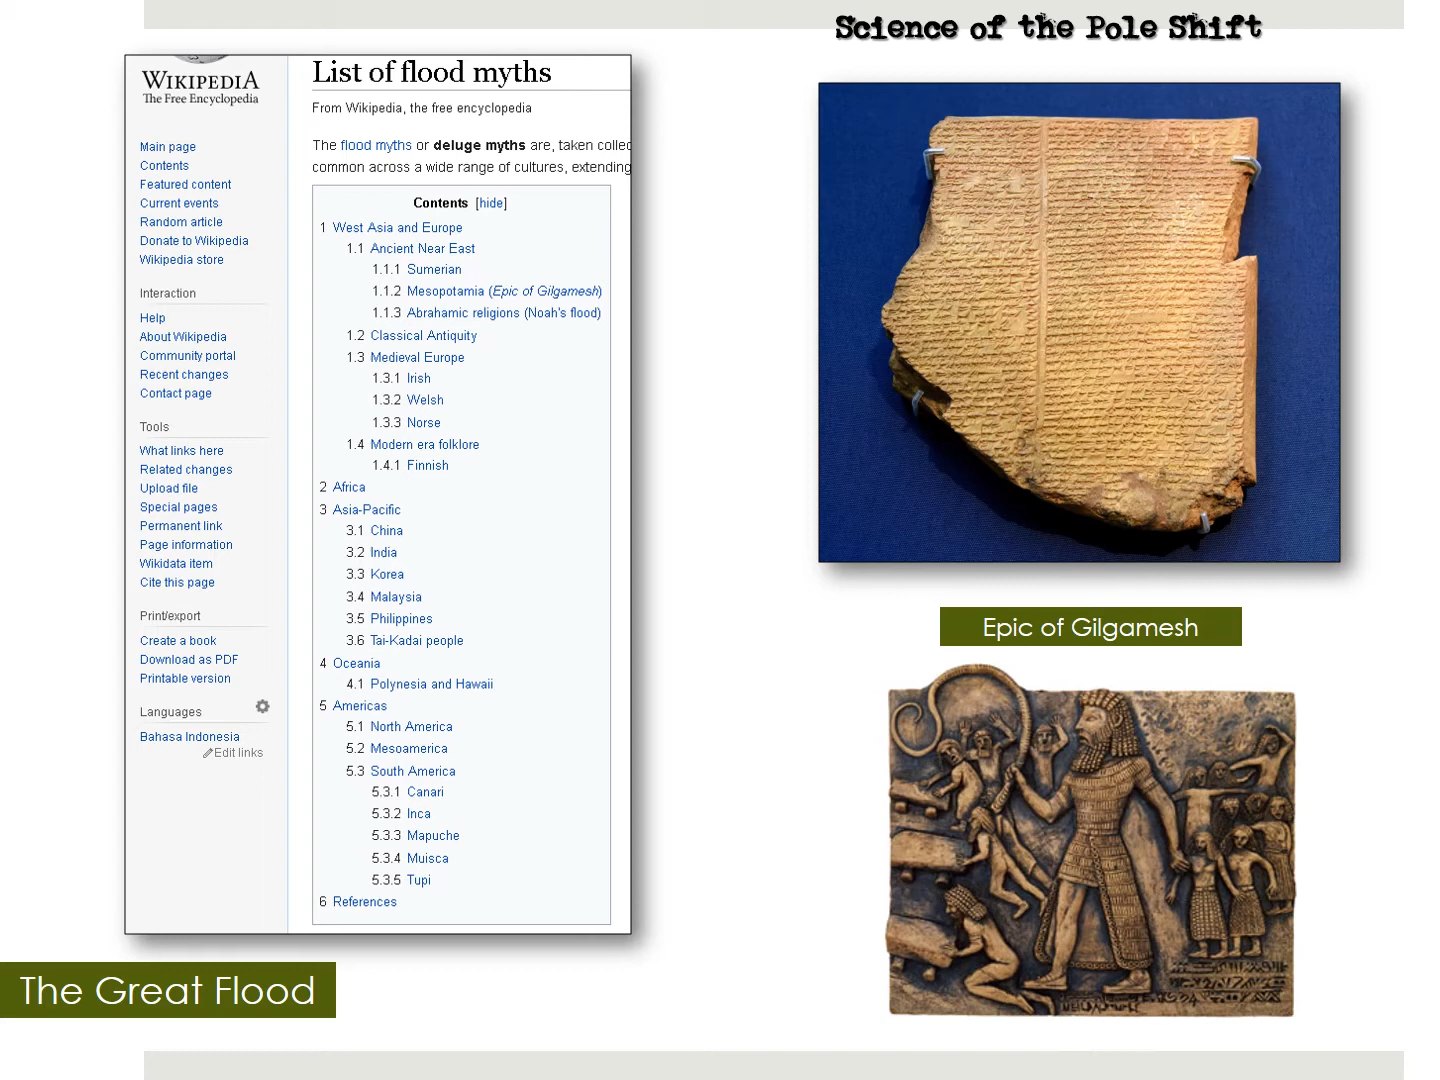 Science of the Pole Shift
WIKIPEDIA
The Free Encyclopedia
Main page
Contents
Featured content
Current events
Random article
Donate to Wikipedia
Wikipedia store
Interaction
Help
About Wikipedia
Community portal
Recent changes
Contact page
Tools
What links here
Related changes
Upload file
Special pages
Permanent link
Page information
Wikidata item
Cite this page
Print/export
Create a book
Download as PDF
Printable version
Languages
Bahasa Indonesia
Edit links
List of flood myths
From Wikipedia, the free encyclopedia
The flood myths or deluge myths are, taken collec
common across a wide range of cultures, extending
Contents [hide]
1 West Asia and Europe
1.1 Ancient Near East
1.1.1 Sumerian
1.1.2 Mesopotamia (Epic of Gilgamesh)
1.1.3 Abrahamic religions (Noah's flood)
1.2 Classical Antiquity
1.3 Medieval Europe
1.3.1 Irish
1.3.2 Welsh
1.3.3 Norse
1.4 Modern era folklore
1.4.1 Finnish
2 Africa
3 Asia-Pacific
3.1 China
3.2 India
3.3 Korea
3.4 Malaysia
3.5 Philippines
3.6 Tai-Kadai people
4 Oceania
4.1 Polynesia and Hawaii
5 Americas
5.1 North America
5.2 Mesoamerica
5.3 South America
5.3.1 Canari
5.3.2 Inca
5.3.3 Mapuche
5.3.4 Muisca
5.3.5 Tupi
6 References
Epic of Gilgamesh
The Great Flood